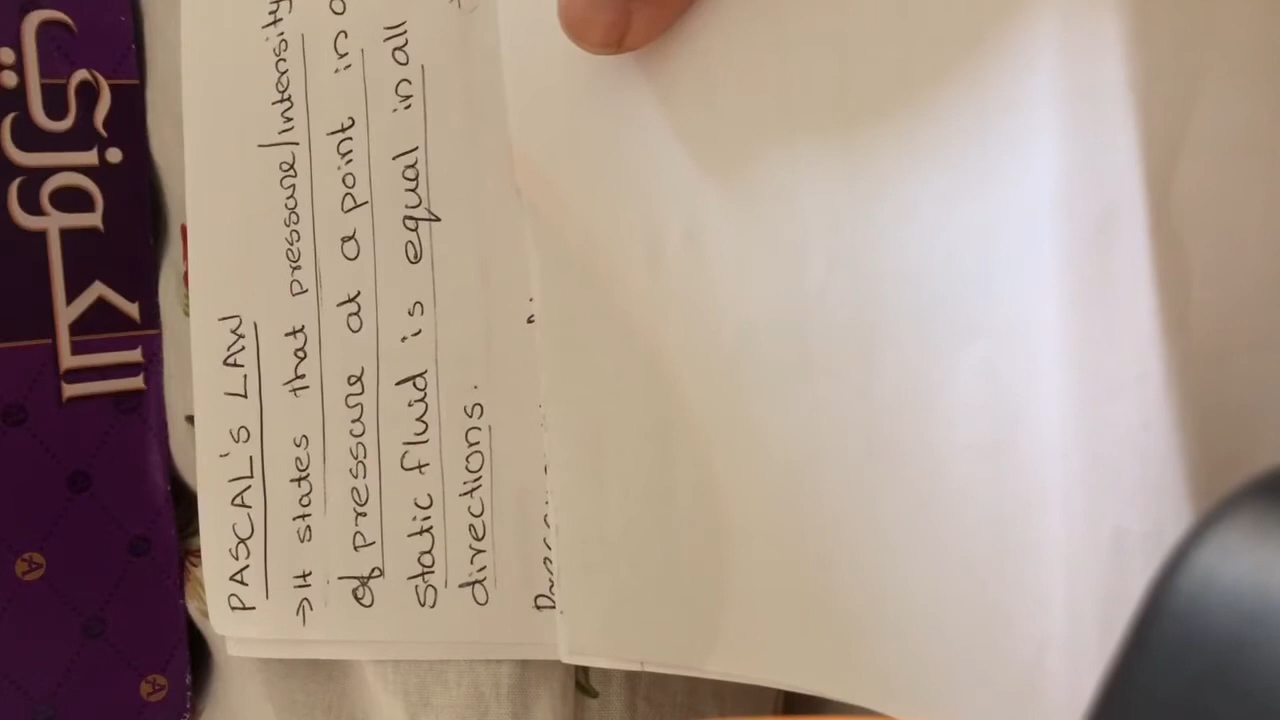 الكوزي
PASCAL'S LAW
→ It states that pressure/Intensity
of pressure at a point in a
static fluid is equal in all
directions.